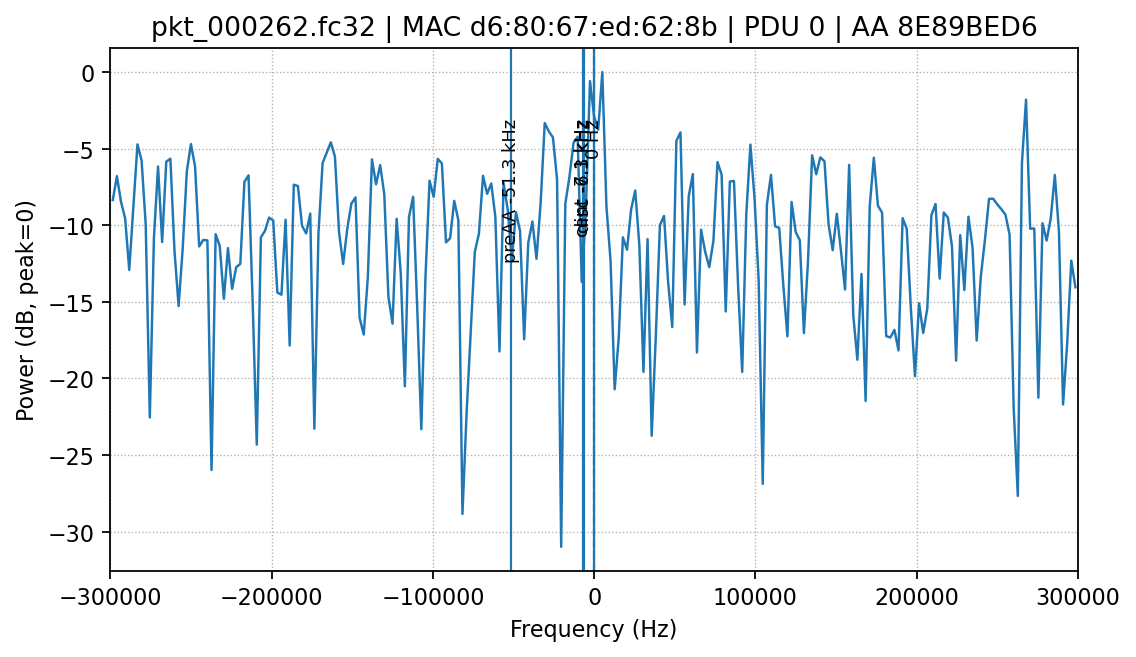 pkt_000262.fc32 | MAC d6:80:67:ed:62:8b | PDU 0 | AA 8E89BED6
Power (dB, peak=0)
0
−5
−10
−15
−20
−25
−30
preAA -51.3 kHz
0 Hz
−300000
−200000
−100000
0
100000
200000
300000
Frequency (Hz)